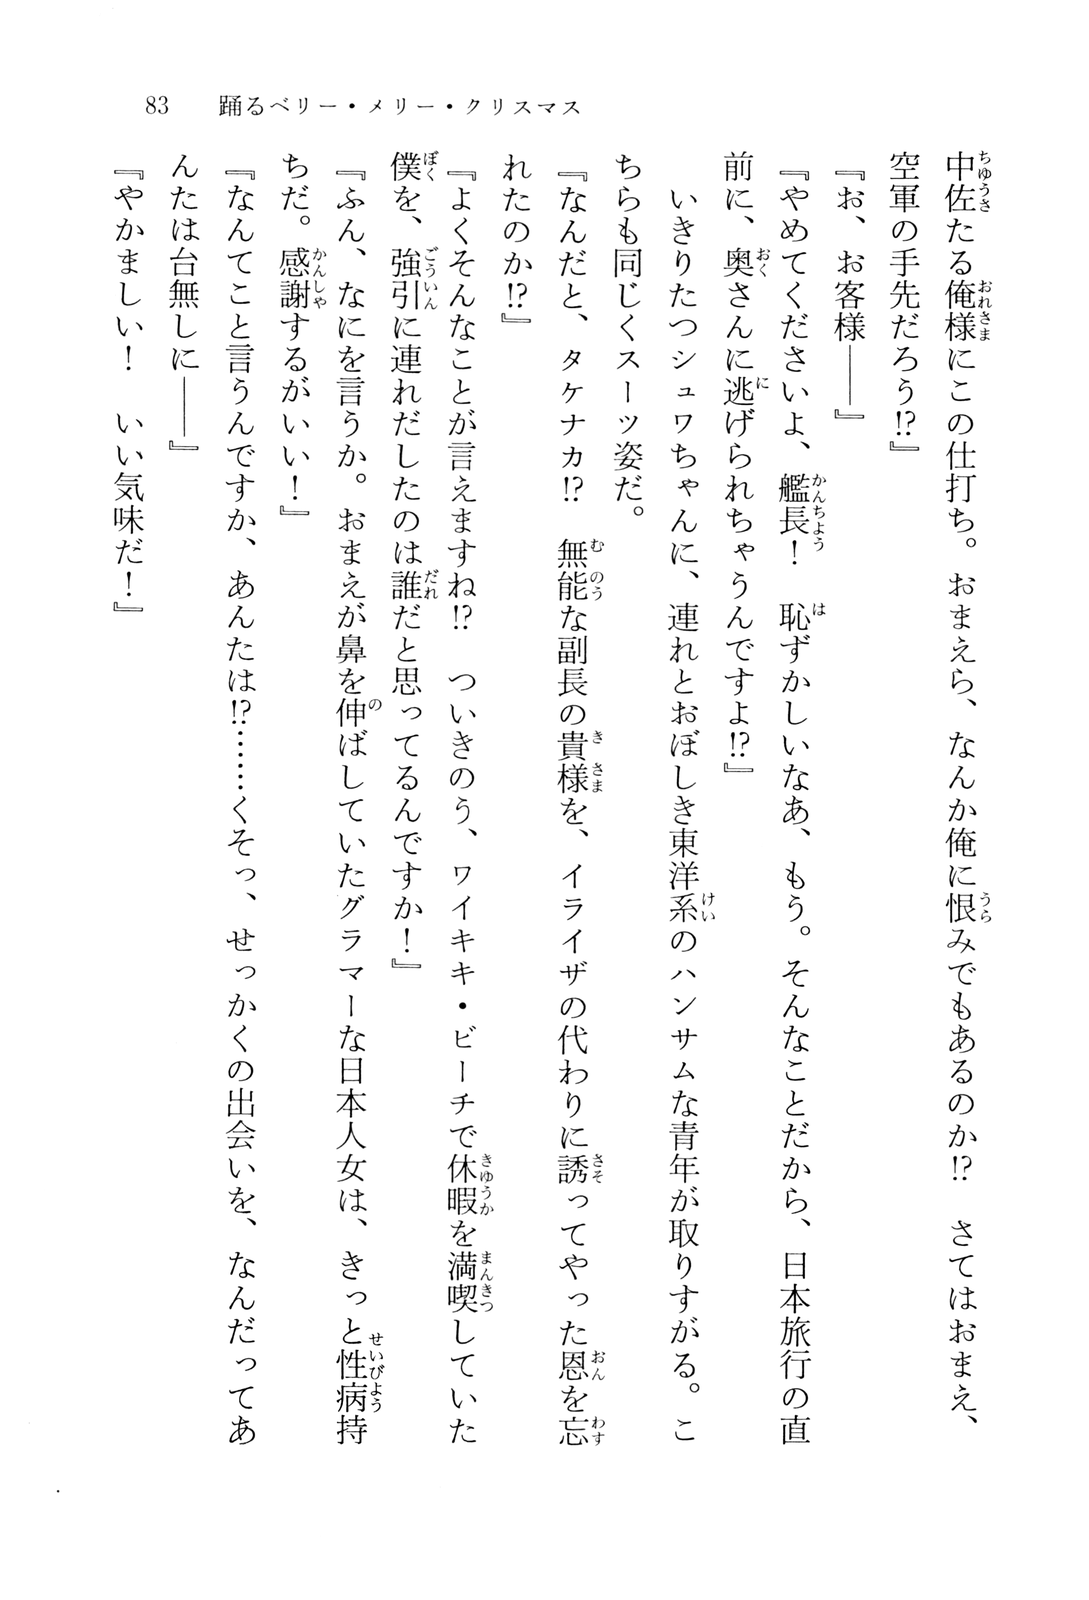 83　踊るベリー・メリー・クリスマス
中佐たる俺様にこの仕打ち。おまえら、なんか俺に恨みでもあるのか!?　さてはおまえ、
空軍の手先だろう!?』
『お、お客様――』
『やめてくださいよ、艦長！　恥ずかしいなあ、もう。そんなことだから、日本旅行の直
前に、奥さんに逃げられちゃうんですよ!?』
　いきりたつシュワちゃんに、連れとおぼしき東洋系のハンサムな青年が取りすがる。こ
ちらも同じくスーツ姿だ。
『なんだと、タケナカ!?　無能な副長の貴様を、イライザの代わりに誘ってやった恩を忘
れたのか!?』
『よくそんなことが言えますね!?　ついきのう、ワイキキ・ビーチで休暇を満喫していた
僕を、強引に連れだしたのは誰だと思ってるんですか！』
『ふん、なにを言うか。おまえが鼻を伸ばしていたグラマーな日本人女は、きっと性病持
ちだ。感謝するがいい！』
『なんてこと言うんですか、あんたは!?……くそっ、せっかくの出会いを、なんだってあ
んたは台無しに――』
『やかましい！　いい気味だ！』